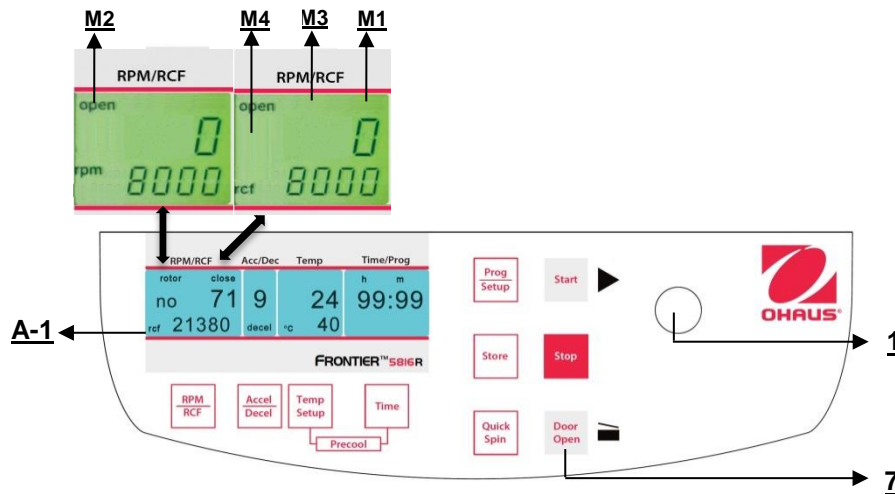 M2 M4 M3 M1
RPM/RCF RPM/RCF
open open
0 0
rpm 8000 rcf 8000
RPM/RCF Acc/Dec Temp Time/Prog
rotor close h m
no 71 9 24 99:99
rcf 21380 decel °C 40
A-1
FRONTIER™5816R
RPM
RCF
Accel
Decel
Temp
Setup
Time
Precool
Prog
Setup
Start
Store
Stop
Quick
Spin
Door
Open
OHAUS®
1
7